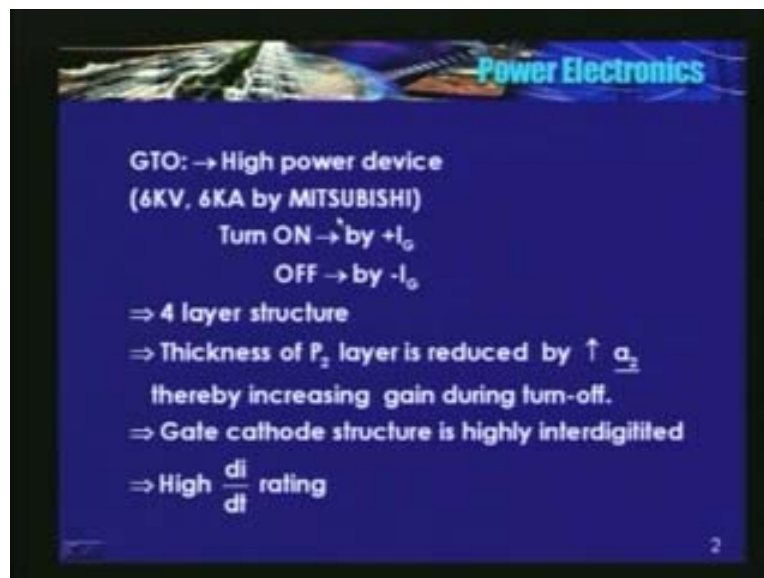 Power Electronics
GTO: → High power device
(6KV, 6KA by MITSUBISHI)
Turn ON → by +I_G
OFF → by -I_G
⇒ 4 layer structure
⇒ Thickness of P₂ layer is reduced by ↑ a₂
thereby increasing gain during turn-off.
⇒ Gate cathode structure is highly interdigitited
⇒ High di/dt rating
2